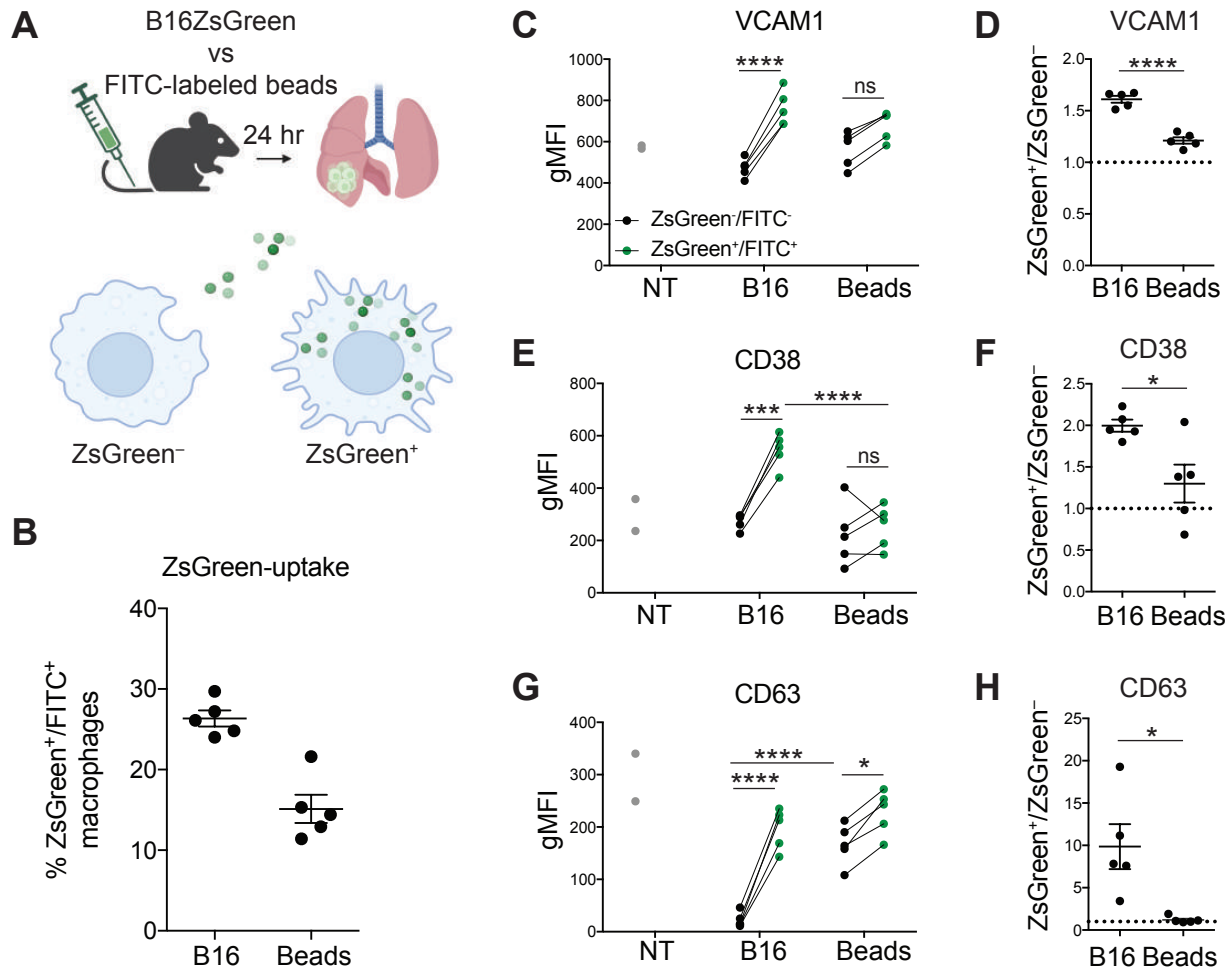 A
B16ZsGreen
vs
FITC-labeled beads
24 hr
ZsGreen⁻
ZsGreen⁺
B
ZsGreen-uptake
% ZsGreen⁺/FITC⁺
macrophages
40
30
20
10
0
B16 Beads
C
VCAM1
gMFI
1000
800
600
400
200
0
****
ns
ZsGreen⁻/FITC⁻
ZsGreen⁺/FITC⁺
NT B16 Beads
D
VCAM1
ZsGreen⁺/ZsGreen⁻
2.0
1.5
1.0
0.5
0.0
****
B16 Beads
E
CD38
gMFI
800
600
400
200
0
***
****
ns
NT B16 Beads
F
CD38
ZsGreen⁺/ZsGreen⁻
2.5
2.0
1.5
1.0
0.5
0.0
*
B16 Beads
G
CD63
gMFI
400
300
200
100
0
****
****
*
NT B16 Beads
H
CD63
ZsGreen⁺/ZsGreen⁻
25
20
15
10
5
0
*
B16 Beads